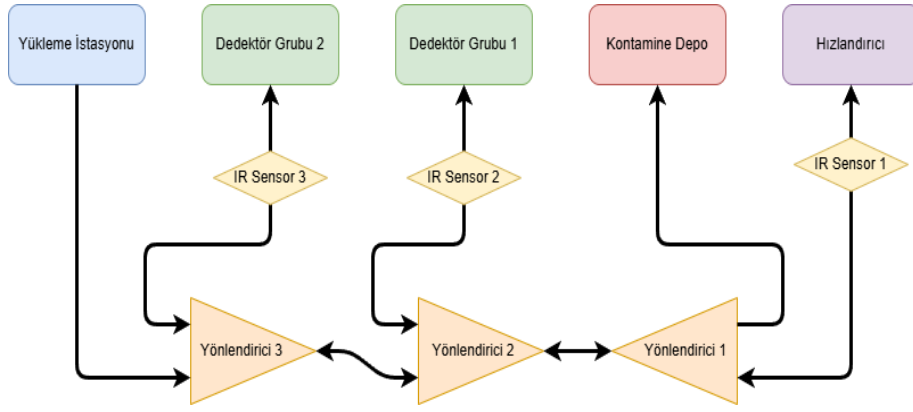 Yükleme İstasyonu
Dedektör Grubu 2
Dedektör Grubu 1
Kontamine Depo
Hızlandırıcı
IR Sensor 3
IR Sensor 2
IR Sensor 1
Yönlendirici 3
Yönlendirici 2
Yönlendirici 1